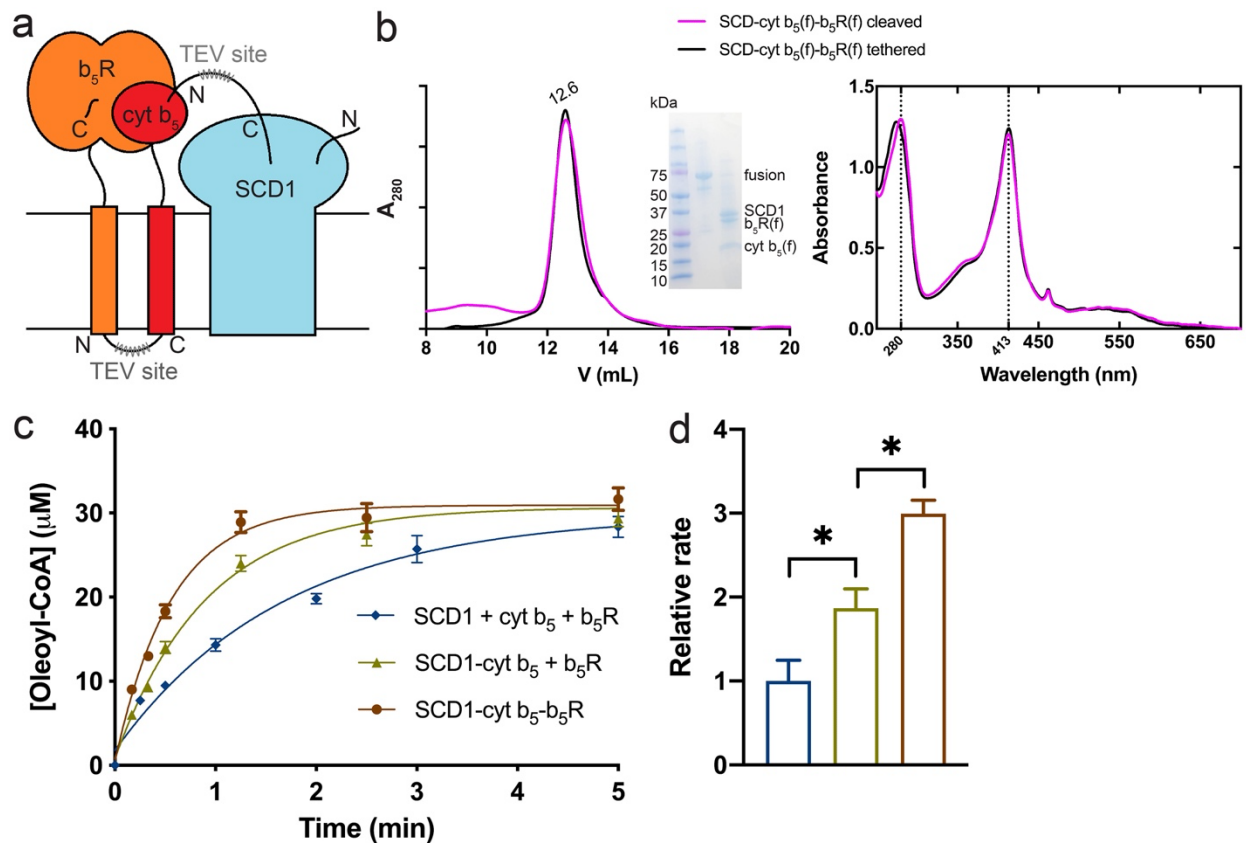 a
TEV site
b₅R
N
cyt b₅
C
C
N
SCD1
N
C
TEV site
b
SCD-cyt b₅(f)-b₅R(f) cleaved
SCD-cyt b₅(f)-b₅R(f) tethered
12.6
A₂₈₀
8 10 12 14 16 18 20
V (mL)
kDa
75
50
37
25
20
15
10
fusion
SCD1
b₅R(f)
cyt b₅(f)
Absorbance
1.5
1.0
0.5
0.0
280 350 413 450 550 650
Wavelength (nm)
c
[Oleoyl-CoA] (μM)
40
30
20
10
0
0 1 2 3 4 5
Time (min)
SCD1 + cyt b₅ + b₅R
SCD1-cyt b₅ + b₅R
SCD1-cyt b₅-b₅R
d
Relative rate
4
3
2
1
0
*
*